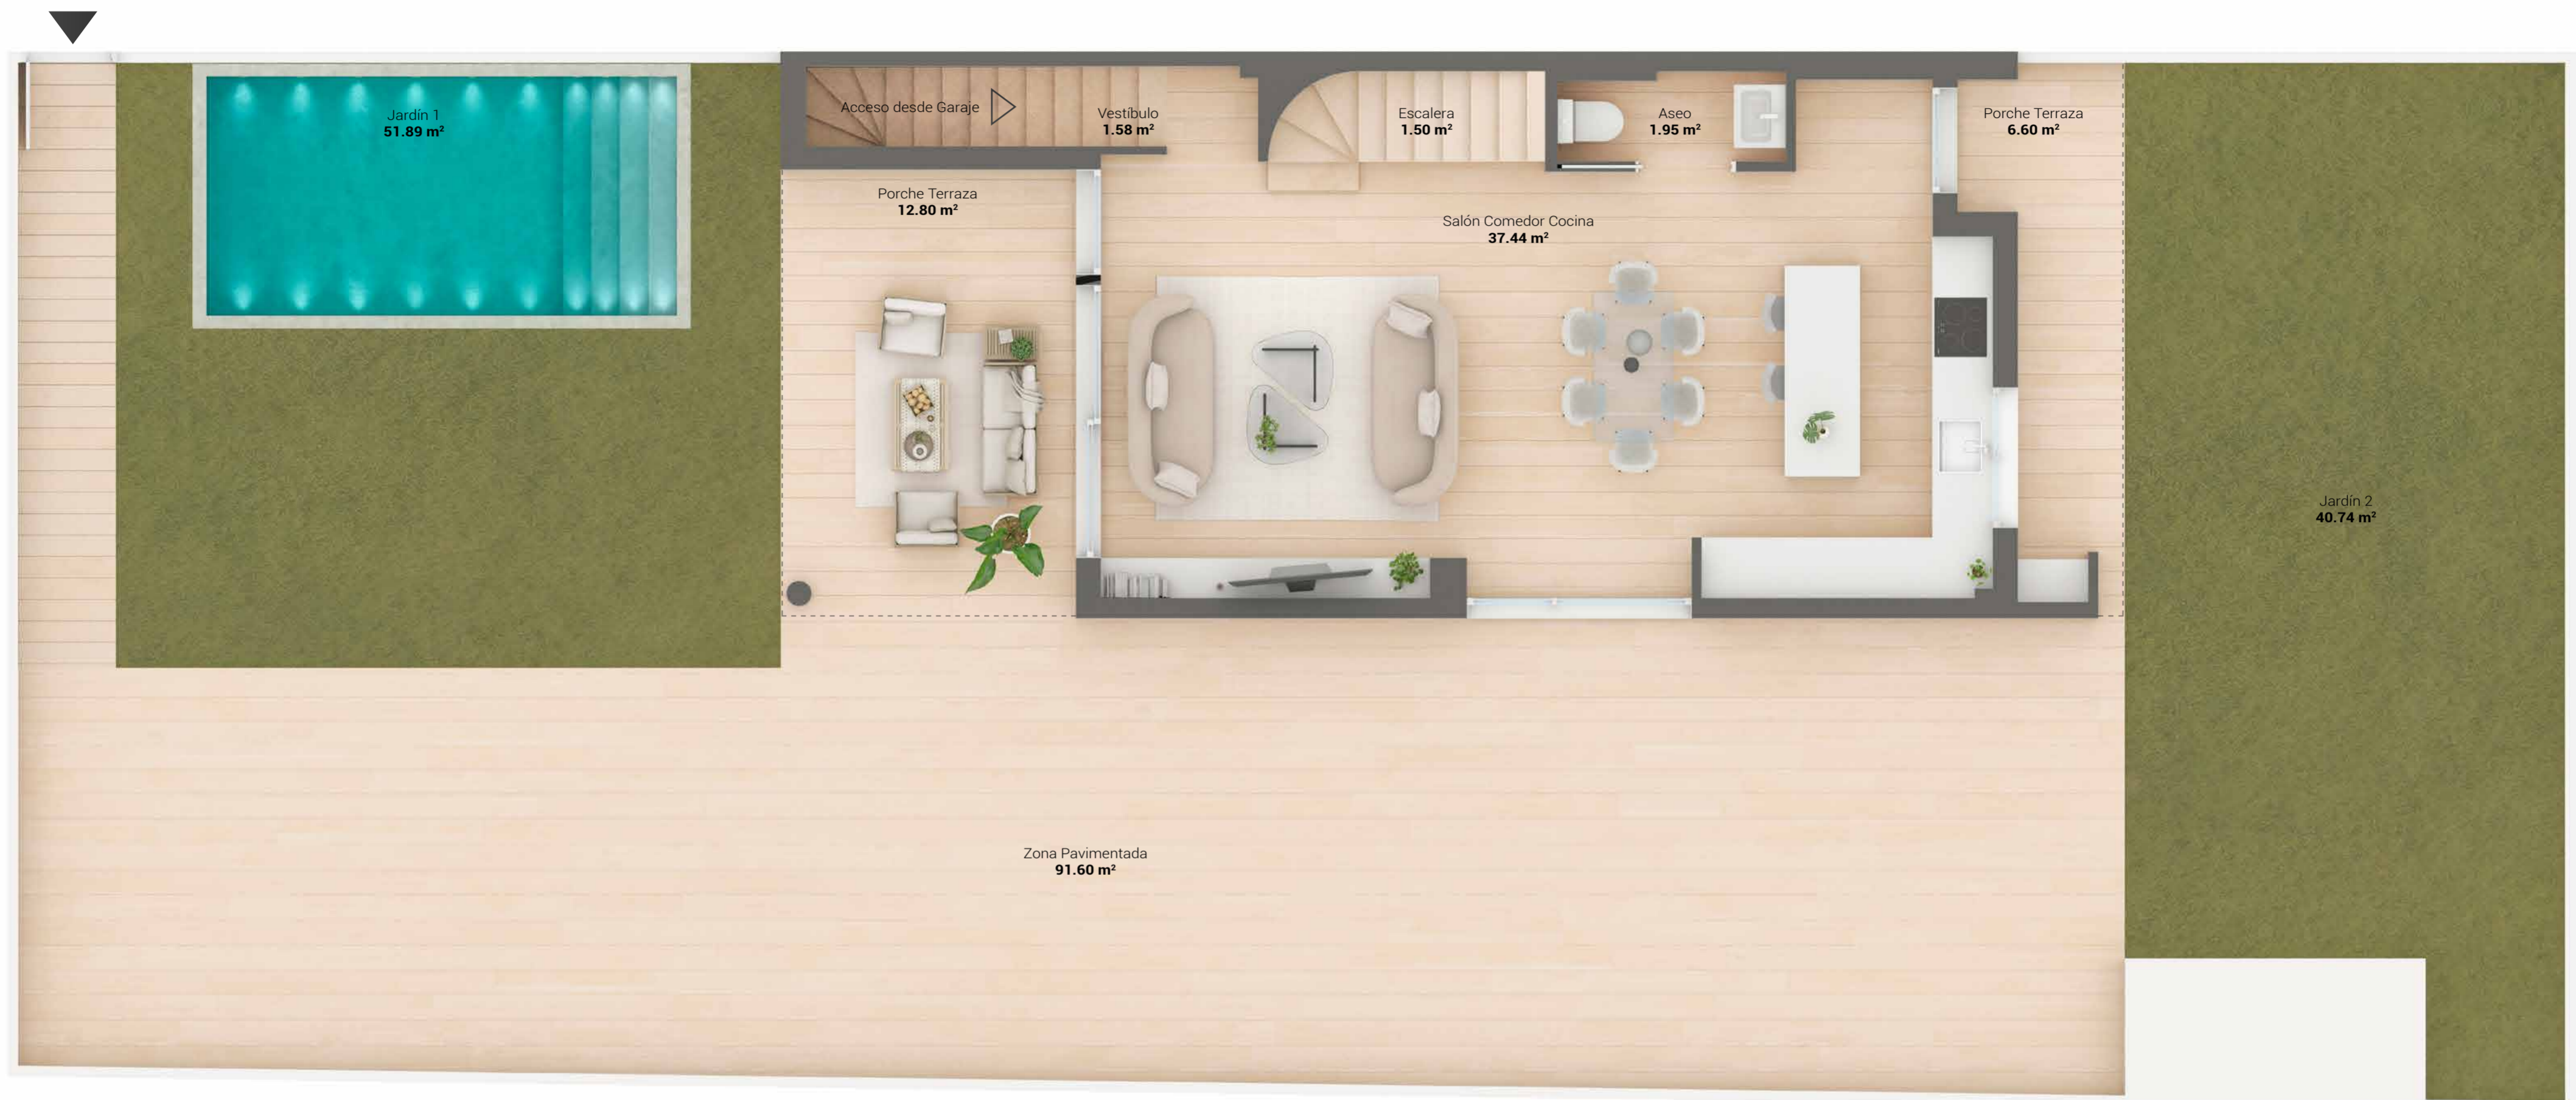 Jardín 1
51.89 m²
Acceso desde Garaje
Vestíbulo
1.58 m²
Escalera
1.50 m²
Aseo
1.95 m²
Porche Terraza
6.60 m²
Porche Terraza
12.80 m²
Salón Comedor Cocina
37.44 m²
Jardín 2
40.74 m²
Zona Pavimentada
91.60 m²